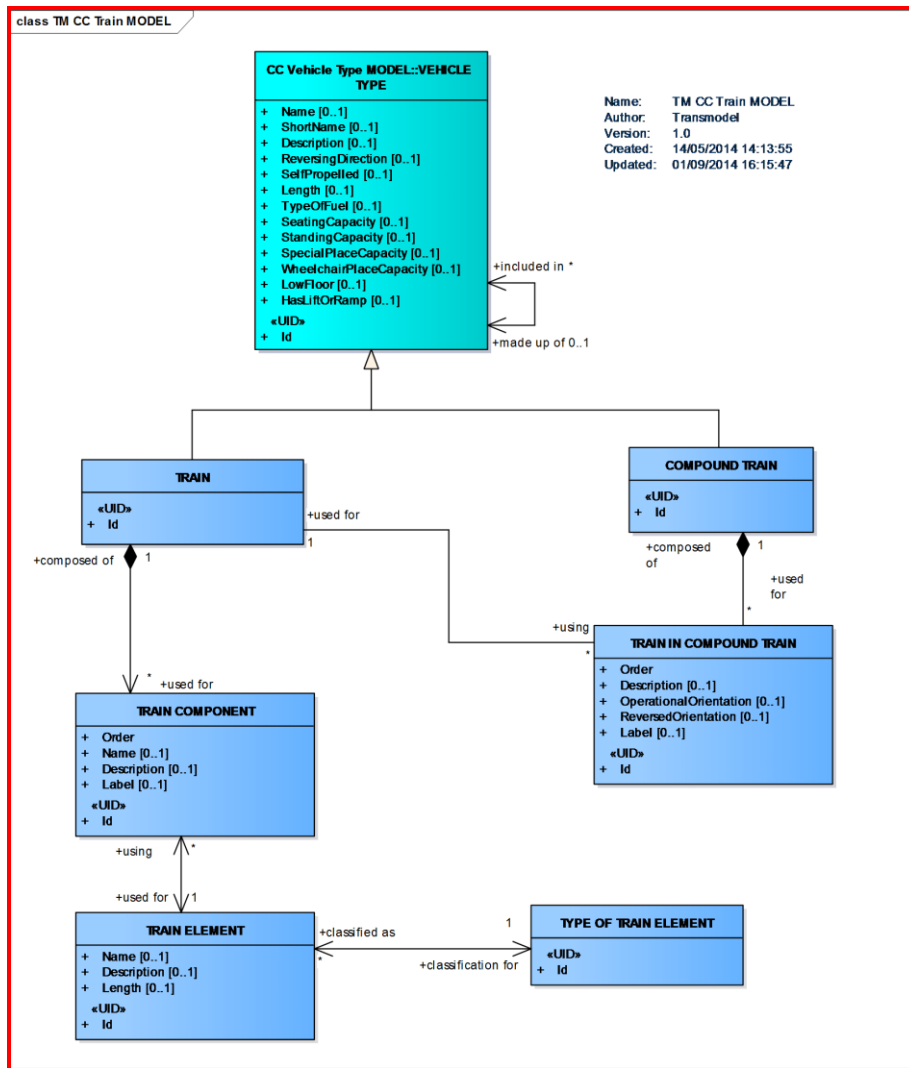 class TM CC Train MODEL
CC Vehicle Type MODEL::VEHICLE
TYPE
+ Name [0..1]
+ ShortName [0..1]
+ Description [0..1]
+ ReversingDirection [0..1]
+ SelfPropelled [0..1]
+ Length [0..1]
+ TypeOfFuel [0..1]
+ SeatingCapacity [0..1]
+ StandingCapacity [0..1]
+ SpecialPlaceCapacity [0..1]
+ WheelchairPlaceCapacity [0..1]
+ LowFloor [0..1]
+ HasLiftOrRamp [0..1]
«UID»
+ Id
Name: TM CC Train MODEL
Author: Transmodel
Version: 1.0
Created: 14/05/2014 14:13:55
Updated: 01/09/2014 16:15:47
+included in *
+made up of 0..1
TRAIN
«UID»
+ Id
COMPOUND TRAIN
«UID»
+ Id
+used for
1
+composed of 1
+composed
of
1
+used
for
*
+using
*
TRAIN IN COMPOUND TRAIN
+ Order
+ Description [0..1]
+ OperationalOrientation [0..1]
+ ReversedOrientation [0..1]
+ Label [0..1]
«UID»
+ Id
* +used for
TRAIN COMPONENT
+ Order
+ Name [0..1]
+ Description [0..1]
+ Label [0..1]
«UID»
+ Id
+using *
+used for 1
TRAIN ELEMENT
+ Name [0..1]
+ Description [0..1]
+ Length [0..1]
«UID»
+ Id
+classified as
*
1
+classification for
TYPE OF TRAIN ELEMENT
«UID»
+ Id